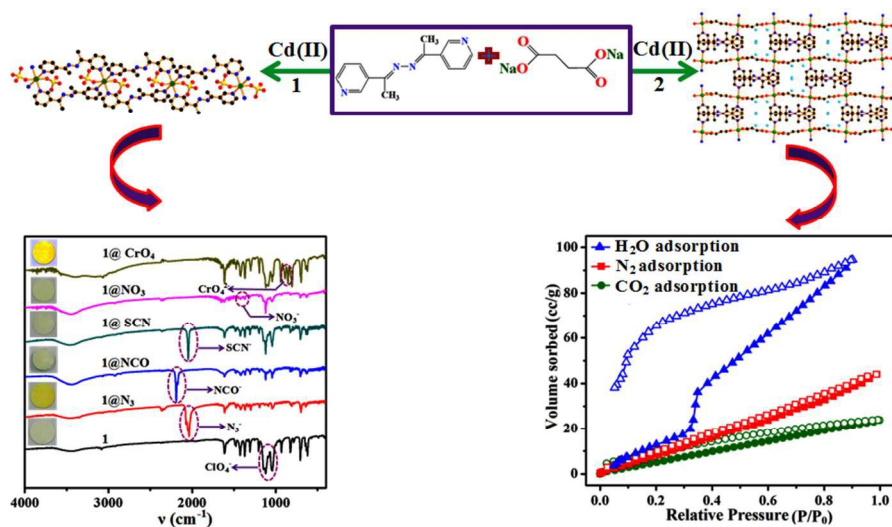 Cd(II)
1
N
CH₃
N
N
CH₃
N
O
NaO
ONa
O
Cd(II)
2
1@ CrO₄
CrO₄²⁻
1@NO₃
NO₃⁻
1@ SCN
SCN⁻
1@NCO
NCO⁻
1@N₃
N₃⁻
1
ClO₄⁻
4000 3000 2000 1000
ν (cm⁻¹)
Volume sorbed (cc/g)
100
80
60
40
20
0
H₂O adsorption
N₂ adsorption
CO₂ adsorption
0.0 0.2 0.4 0.6 0.8 1.0
Relative Pressure (P/P₀)